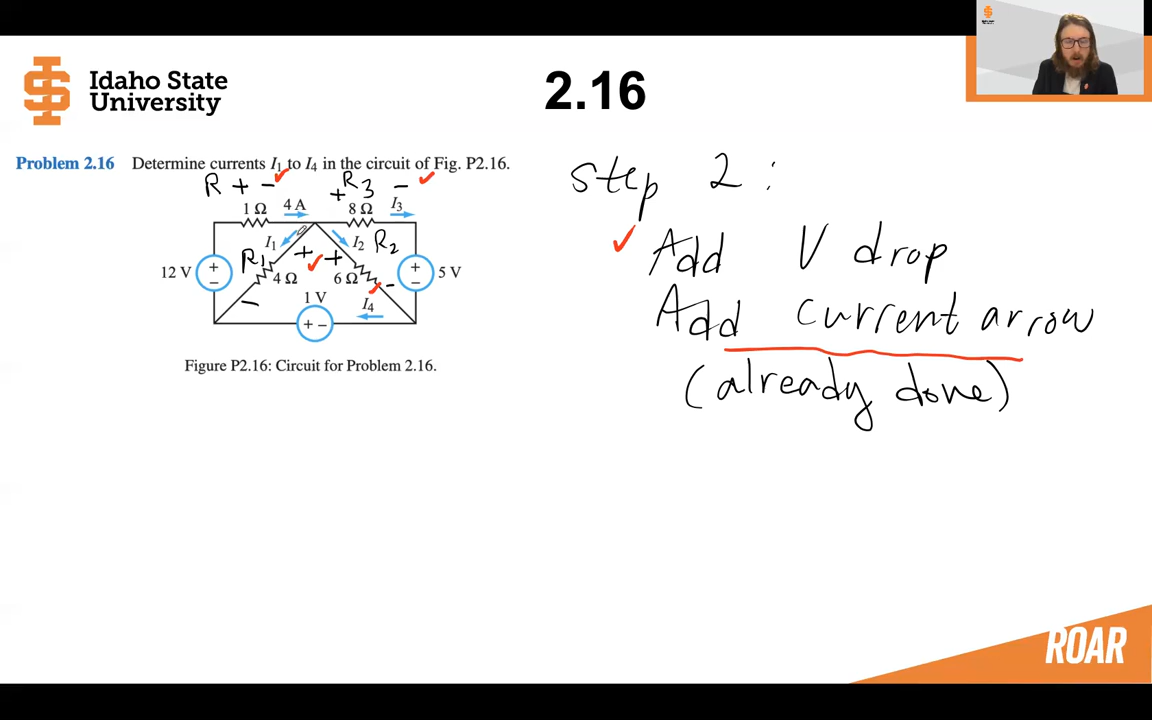 Idaho State
University
2.16
Problem 2.16 Determine currents I1 to I4 in the circuit of Fig. P2.16.
R + -
+ R3 -
1 Ω 4 A 8 Ω I3
I1 I2 R2
R1 + +
12 V + - 4 Ω 6 Ω - + - 5 V
- 1 V I4
+ -
Figure P2.16: Circuit for Problem 2.16.
step 2:
Add V drop
Add current arrow
(already done)
ROAR